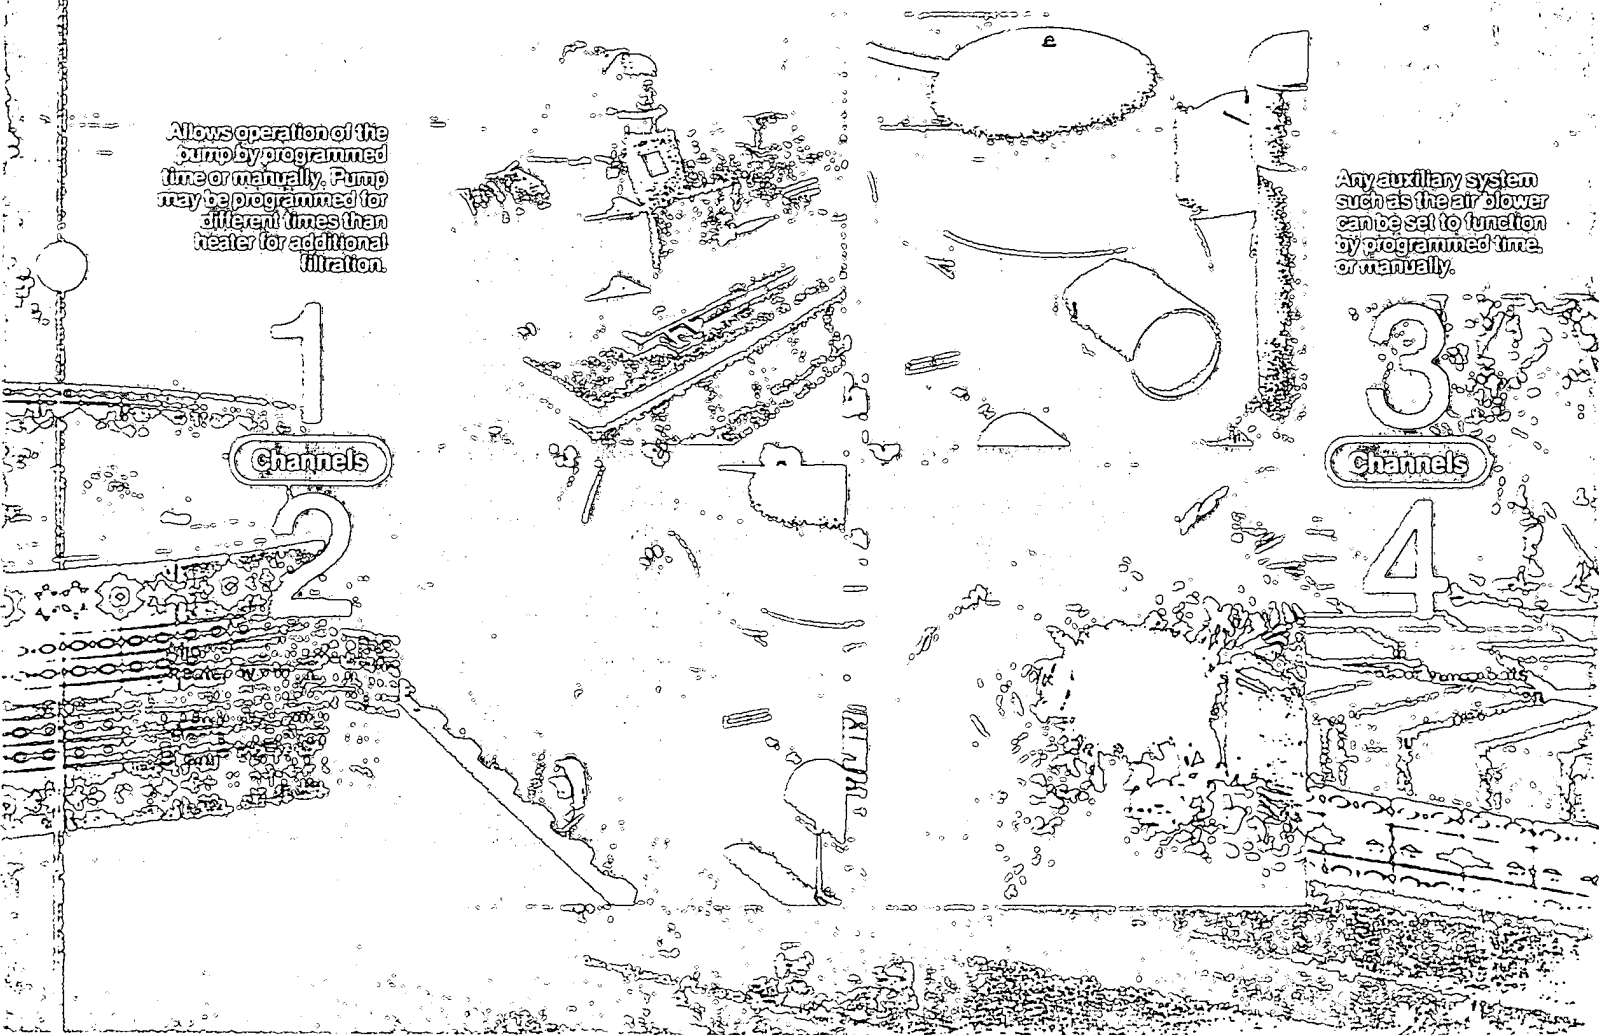 Allows operation of the
pump by programmed
time or manually. Pump
may be programmed for
different times than
heater for additional
filtration.
1
Channels
2
Any auxiliary system
such as the air blower
can be set to function
by programmed time.
or manually.
3
Channels
4